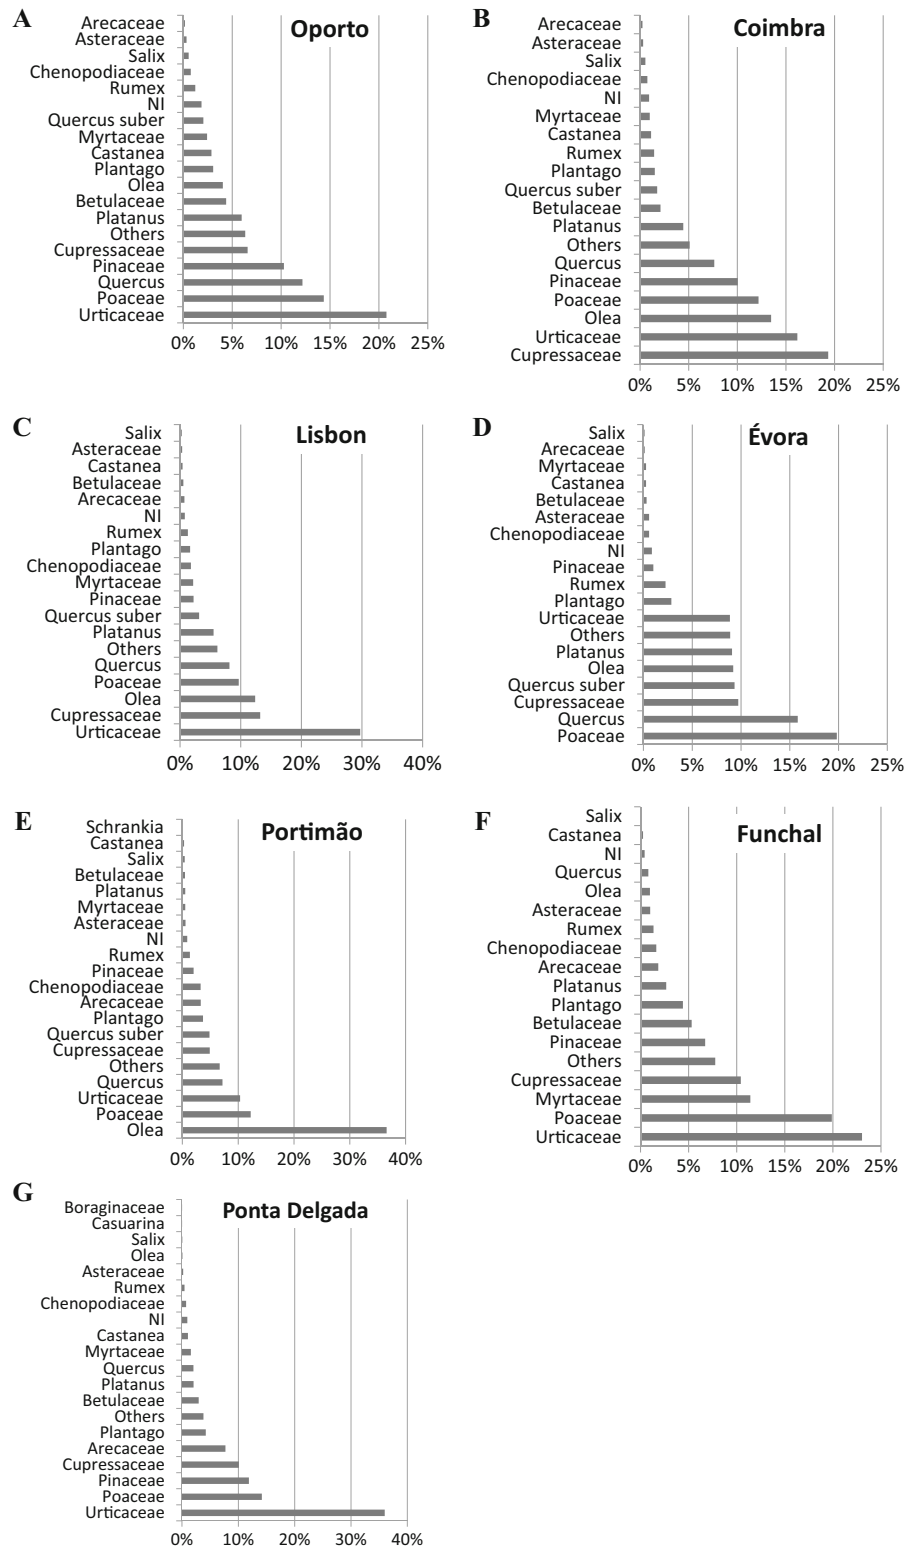 A
Oporto
Arecaceae
Asteraceae
Salix
Chenopodiaceae
Rumex
NI
Quercus suber
Myrtaceae
Castanea
Plantago
Olea
Betulaceae
Platanus
Others
Cupressaceae
Pinaceae
Quercus
Poaceae
Urticaceae
0% 5% 10% 15% 20% 25%
B
Coimbra
Arecaceae
Asteraceae
Salix
Chenopodiaceae
NI
Myrtaceae
Castanea
Rumex
Plantago
Quercus suber
Betulaceae
Platanus
Others
Quercus
Pinaceae
Poaceae
Olea
Urticaceae
Cupressaceae
0% 5% 10% 15% 20% 25%
C
Lisbon
Salix
Asteraceae
Castanea
Betulaceae
Arecaceae
NI
Rumex
Plantago
Chenopodiaceae
Myrtaceae
Pinaceae
Quercus suber
Platanus
Others
Quercus
Poaceae
Olea
Cupressaceae
Urticaceae
0% 10% 20% 30% 40%
D
Évora
Salix
Arecaceae
Myrtaceae
Castanea
Betulaceae
Asteraceae
Chenopodiaceae
NI
Pinaceae
Rumex
Plantago
Urticaceae
Others
Platanus
Olea
Quercus suber
Cupressaceae
Quercus
Poaceae
0% 5% 10% 15% 20% 25%
E
Portimão
Schrankia
Castanea
Salix
Betulaceae
Platanus
Myrtaceae
Asteraceae
NI
Rumex
Pinaceae
Chenopodiaceae
Arecaceae
Plantago
Quercus suber
Cupressaceae
Others
Quercus
Urticaceae
Poaceae
Olea
0% 10% 20% 30% 40%
F
Funchal
Salix
Castanea
NI
Quercus
Olea
Asteraceae
Rumex
Chenopodiaceae
Arecaceae
Platanus
Plantago
Betulaceae
Pinaceae
Others
Cupressaceae
Myrtaceae
Poaceae
Urticaceae
0% 5% 10% 15% 20% 25%
G
Ponta Delgada
Boraginaceae
Casuarina
Salix
Olea
Asteraceae
Rumex
Chenopodiaceae
NI
Castanea
Myrtaceae
Quercus
Platanus
Betulaceae
Others
Plantago
Arecaceae
Cupressaceae
Pinaceae
Poaceae
Urticaceae
0% 10% 20% 30% 40%